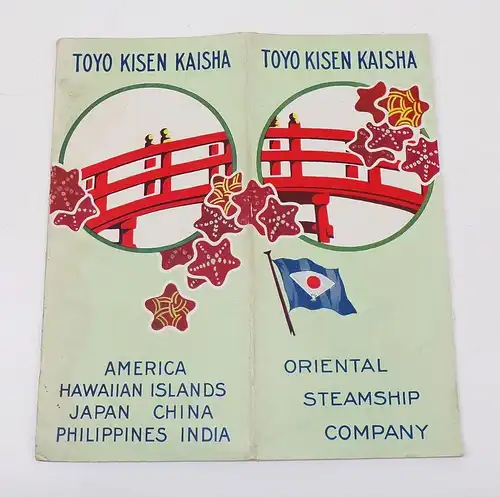 TOYO KISEN KAISHA
AMERICA
HAWAIIAN ISLANDS
JAPAN CHINA
PHILIPPINES INDIA
TOYO KISEN KAISHA
ORIENTAL
STEAMSHIP
COMPANY